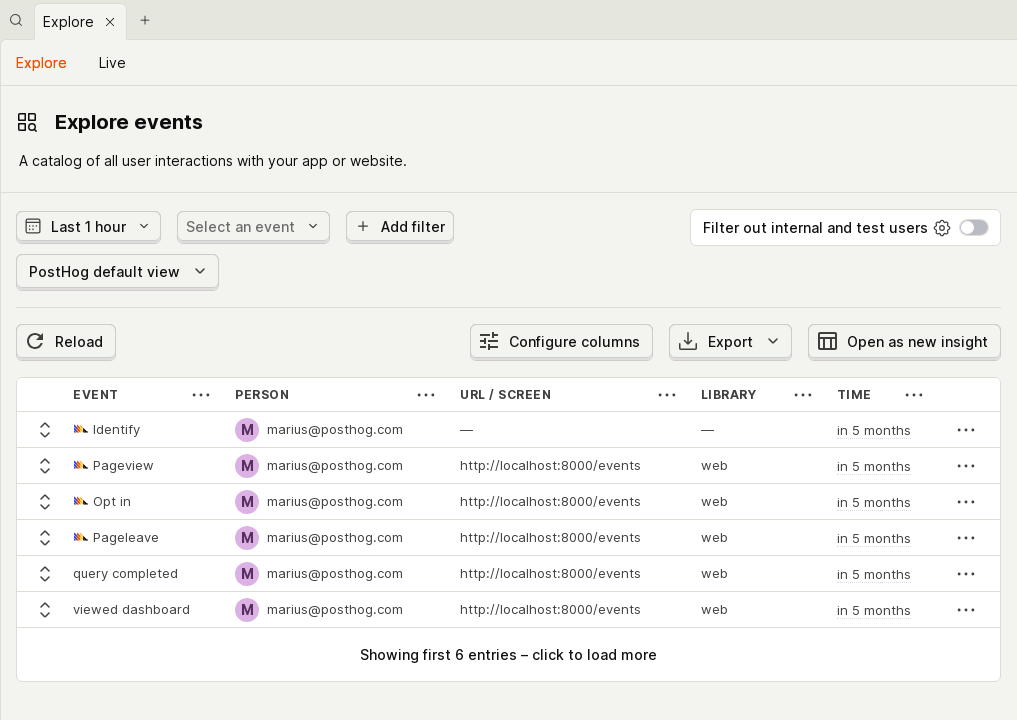 Explore
Explore Live
Explore events
A catalog of all user interactions with your app or website.
Last 1 hour Select an event Add filter Filter out internal and test users
PostHog default view
Reload Configure columns Export Open as new insight
EVENT PERSON URL / SCREEN LIBRARY TIME
Identify M marius@posthog.com — — in 5 months
Pageview M marius@posthog.com http://localhost:8000/events web in 5 months
Opt in M marius@posthog.com http://localhost:8000/events web in 5 months
Pageleave M marius@posthog.com http://localhost:8000/events web in 5 months
query completed M marius@posthog.com http://localhost:8000/events web in 5 months
viewed dashboard M marius@posthog.com http://localhost:8000/events web in 5 months
Showing first 6 entries – click to load more